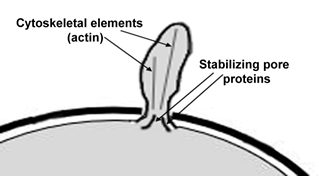 Cytoskeletal elements
(actin)
Stabilizing pore
proteins